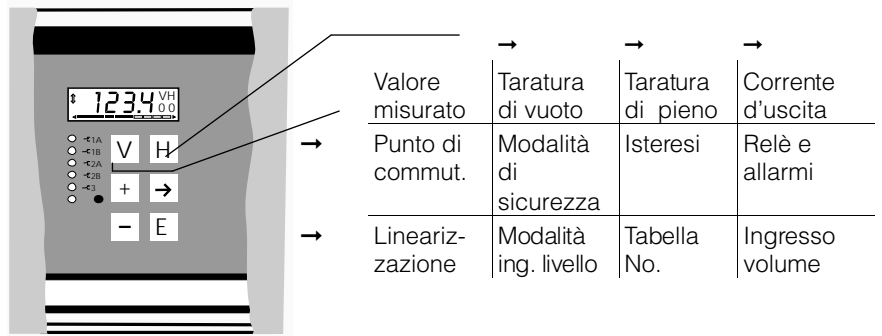 123.4 VH
00
1A
1B
2A
2B
3
V H
+ →
− E
→ → →
Valore misurato | Taratura di vuoto | Taratura di pieno | Corrente d'uscita
→ Punto di commut. | Modalità di sicurezza | Isteresi | Relè e allarmi
→ Lineariz-zazione | Modalità ing. livello | Tabella No. | Ingresso volume